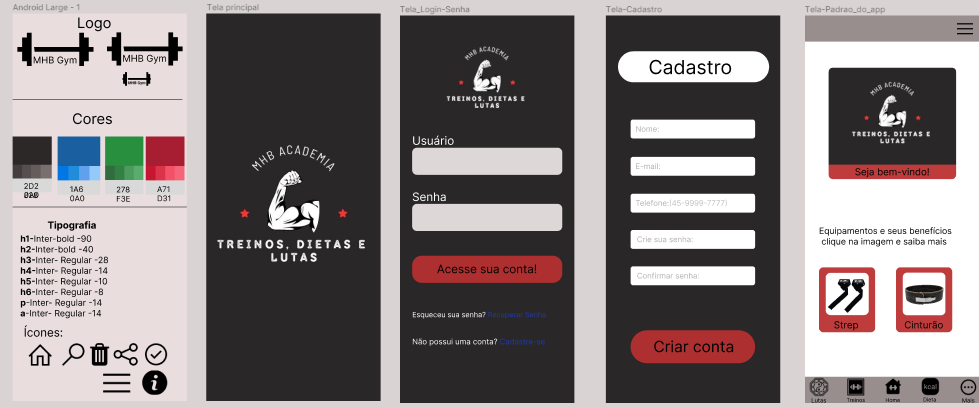 Android Large - 1
Logo
MHB Gym
MHB Gym
MHB Gym
Cores
2D2
1A6
0A0
278
F3E
A71
D31
Tipografia
h1-Inter-bold -90
h2-Inter-bold -40
h3-Inter- Regular -28
h4-Inter- Regular -14
h5-Inter- Regular -10
h6-Inter- Regular -8
p-Inter- Regular -14
a-Inter- Regular -14
Ícones:
Tela principal
MHB ACADEMIA
TREINOS, DIETAS E
LUTAS
Tela_Login-Senha
MHB ACADEMIA
TREINOS, DIETAS E
LUTAS
Usuário
Senha
Acesse sua conta!
Esqueceu sua senha? Recuperar Senha
Não possui uma conta? Cadastre-se
Tela-Cadastro
Cadastro
Nome:
E-mail:
Telefone:(45-9999-7777)
Crie sua senha:
Confirmar senha:
Criar conta
Tela-Padrao_do_app
MHB ACADEMIA
TREINOS, DIETAS E
LUTAS
Seja bem-vindo!
Equipamentos e seus benefícios
clique na imagem e saiba mais
Strep
Cinturão
kcal
Lutas
Treinos
Home
Dieta
Mais